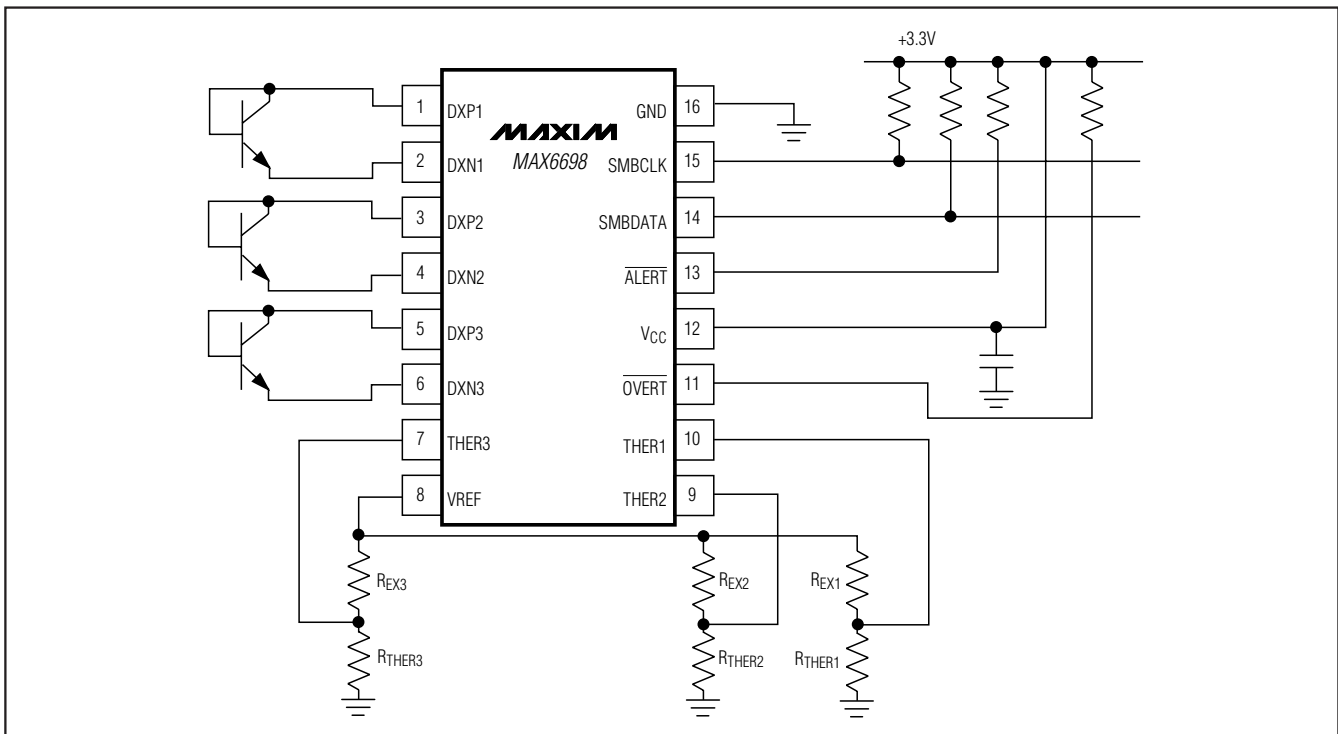 +3.3V
1 DXP1 GND 16
MAXIM
MAX6698
2 DXN1 SMBCLK 15
3 DXP2 SMBDATA 14
4 DXN2 ALERT 13
5 DXP3 VCC 12
6 DXN3 OVERT 11
7 THER3 THER1 10
8 VREF THER2 9
REX3 REX2 REX1
RTHER3 RTHER2 RTHER1